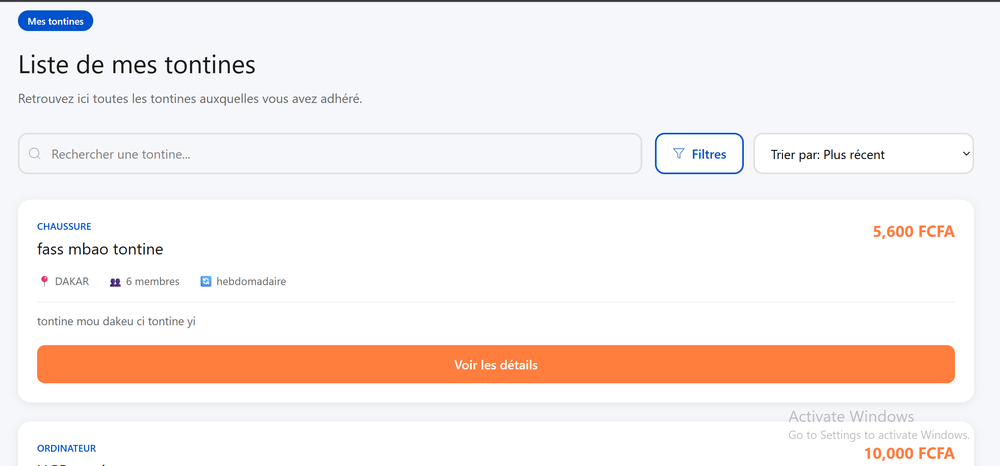 Mes tontines
Liste de mes tontines
Retrouvez ici toutes les tontines auxquelles vous avez adhéré.
Rechercher une tontine...
Filtres
Trier par: Plus récent
CHAUSSURE
5,600 FCFA
fass mbao tontine
DAKAR
6 membres
hebdomadaire
tontine mou dakeu ci tontine yi
Voir les détails
Activate Windows
Go to Settings to activate Windows.
ORDINATEUR
10,000 FCFA